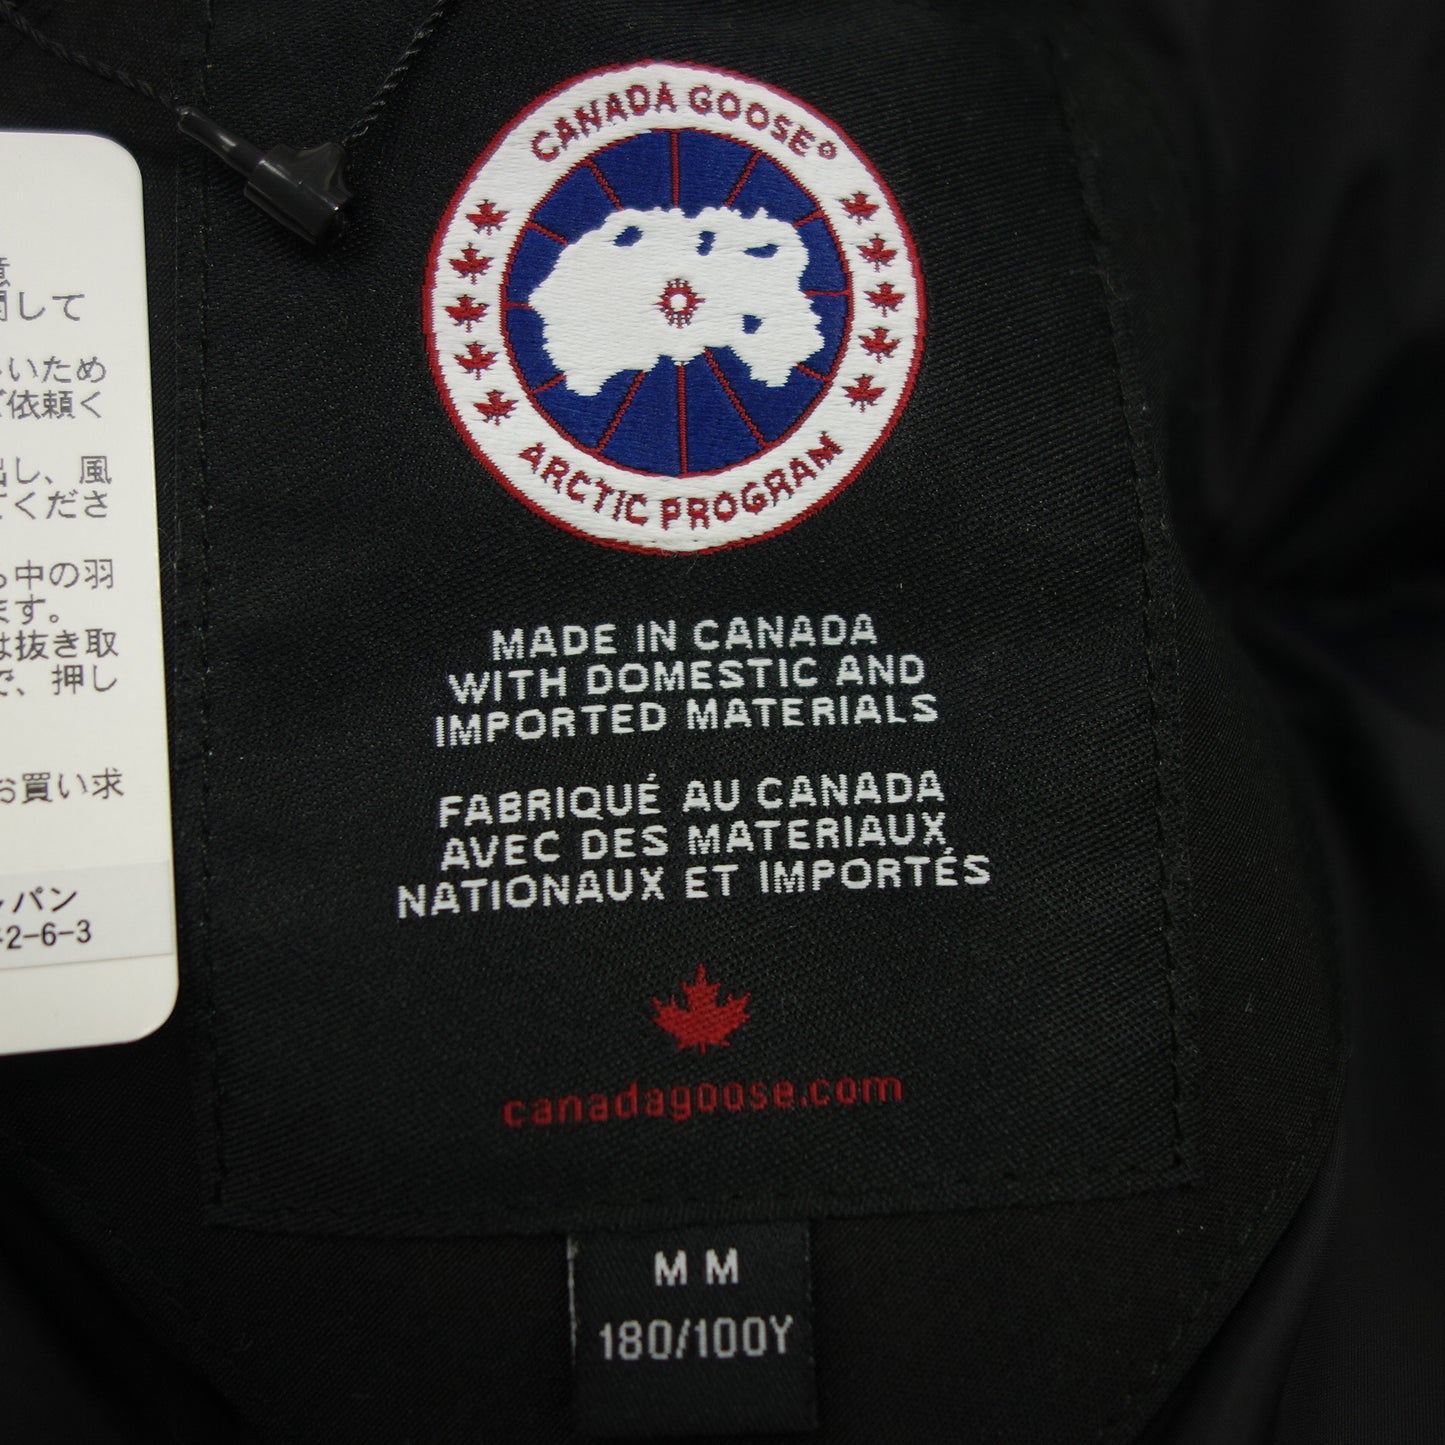 CANADA GOOSE®
ARCTIC PROGRAM
MADE IN CANADA
WITH DOMESTIC AND
IMPORTED MATERIALS
FABRIQUÉ AU CANADA
AVEC DES MATERIAUX
NATIONAUX ET IMPORTÉS
canadagoose.com
M M
180/100Y
意
関して
いため
依頼く
出し、風
てくださ
中の羽
ます。
は抜き取
で、押し
お買い求
パン
2-6-3